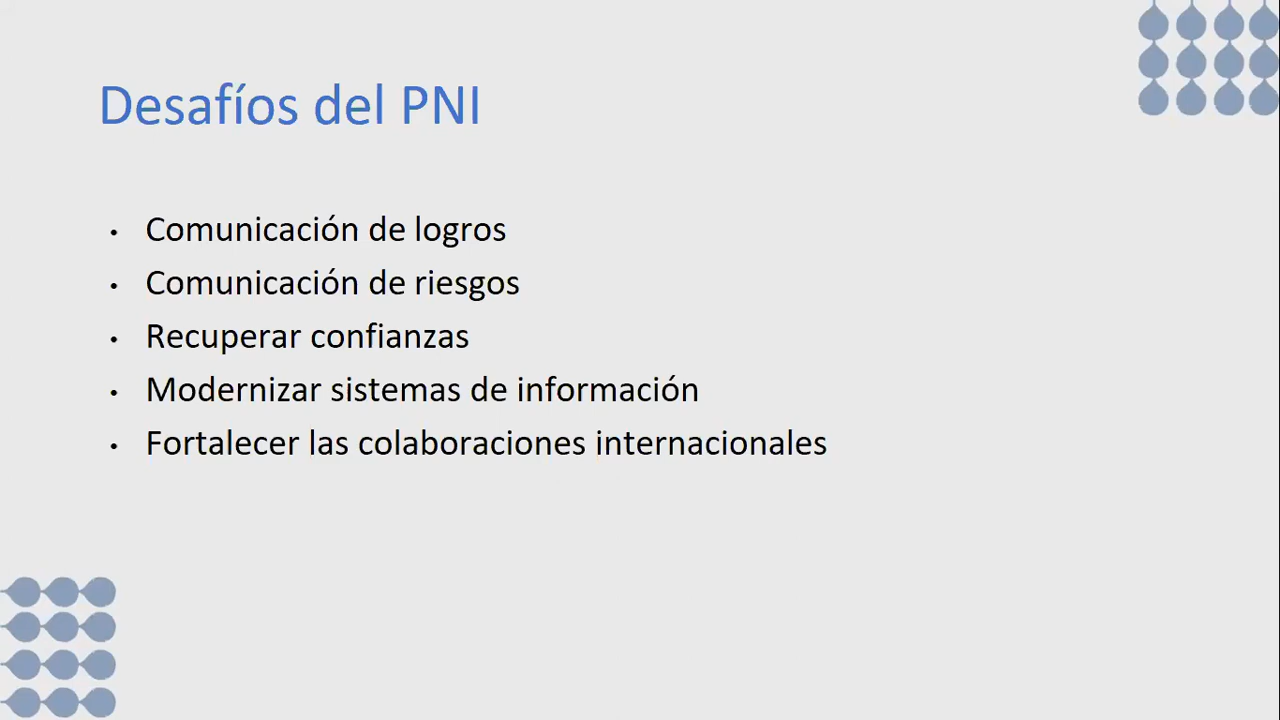 Desafíos del PNI
• Comunicación de logros
• Comunicación de riesgos
• Recuperar confianzas
• Modernizar sistemas de información
• Fortalecer las colaboraciones internacionales